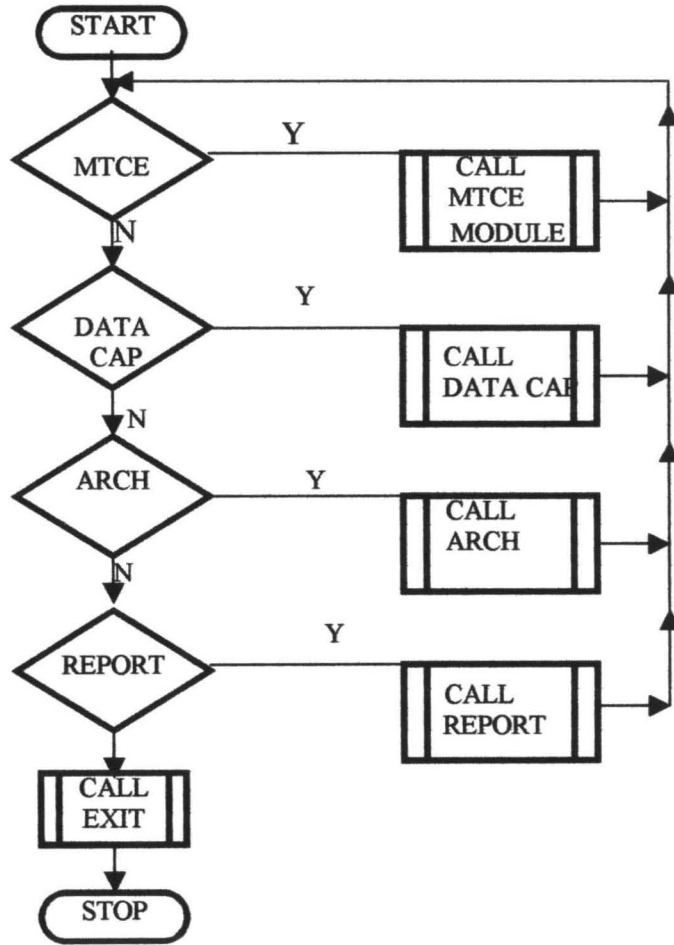 START
MTCE
Y
CALL
MTCE
MODULE
N
DATA
CAP
Y
CALL
DATA CAP
N
ARCH
Y
CALL
ARCH
N
REPORT
Y
CALL
REPORT
CALL
EXIT
STOP